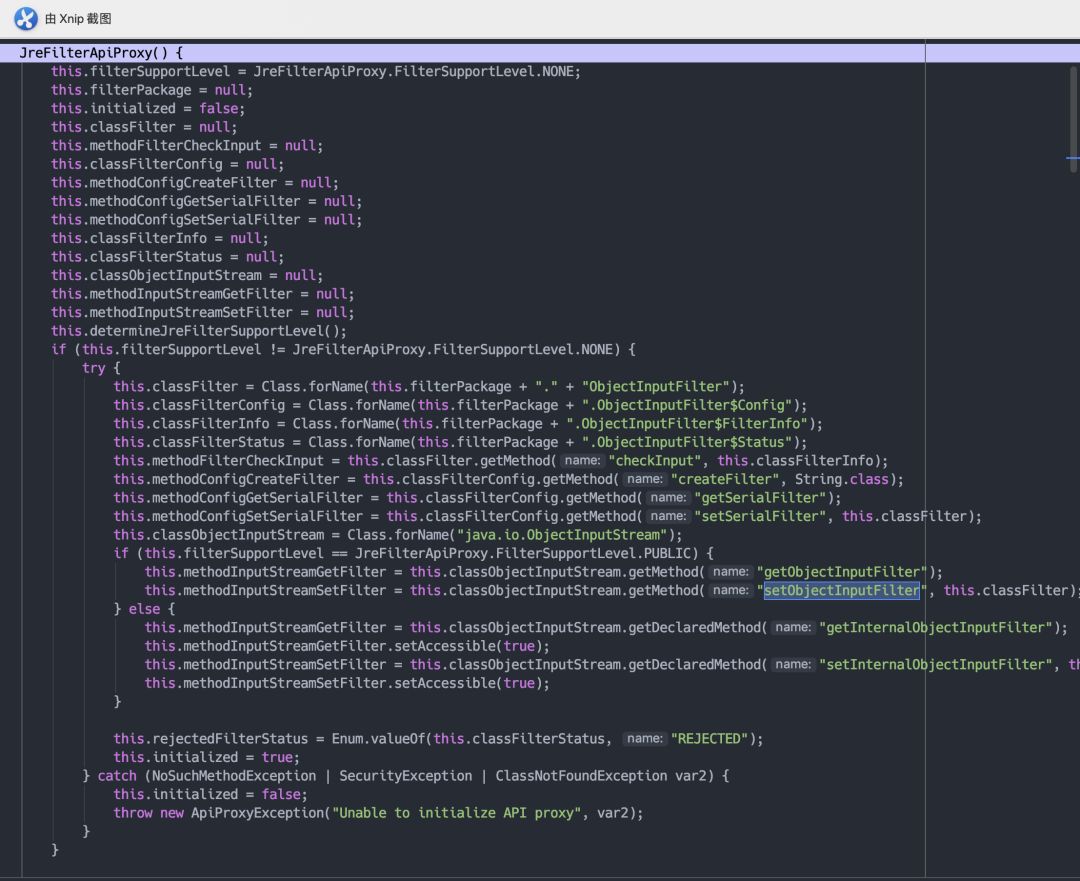 由 Xnip 截图
JreFilterApiProxy() {
this.filterSupportLevel = JreFilterApiProxy.FilterSupportLevel.NONE;
this.filterPackage = null;
this.initialized = false;
this.classFilter = null;
this.methodFilterCheckInput = null;
this.classFilterConfig = null;
this.methodConfigCreateFilter = null;
this.methodConfigGetSerialFilter = null;
this.methodConfigSetSerialFilter = null;
this.classFilterInfo = null;
this.classFilterStatus = null;
this.classObjectInputStream = null;
this.methodInputStreamGetFilter = null;
this.methodInputStreamSetFilter = null;
this.determineJreFilterSupportLevel();
if (this.filterSupportLevel != JreFilterApiProxy.FilterSupportLevel.NONE) {
try {
this.classFilter = Class.forName(this.filterPackage + "." + "ObjectInputFilter");
this.classFilterConfig = Class.forName(this.filterPackage + ".ObjectInputFilter$Config");
this.classFilterInfo = Class.forName(this.filterPackage + ".ObjectInputFilter$FilterInfo");
this.classFilterStatus = Class.forName(this.filterPackage + ".ObjectInputFilter$Status");
this.methodFilterCheckInput = this.classFilter.getMethod( name: "checkInput", this.classFilterInfo);
this.methodConfigCreateFilter = this.classFilterConfig.getMethod( name: "createFilter", String.class);
this.methodConfigGetSerialFilter = this.classFilterConfig.getMethod( name: "getSerialFilter");
this.methodConfigSetSerialFilter = this.classFilterConfig.getMethod( name: "setSerialFilter", this.classFilter);
this.classObjectInputStream = Class.forName("java.io.ObjectInputStream");
if (this.filterSupportLevel == JreFilterApiProxy.FilterSupportLevel.PUBLIC) {
this.methodInputStreamGetFilter = this.classObjectInputStream.getMethod( name: "getObjectInputFilter");
this.methodInputStreamSetFilter = this.classObjectInputStream.getMethod( name: "setObjectInputFilter", this.classFilter);
} else {
this.methodInputStreamGetFilter = this.classObjectInputStream.getDeclaredMethod( name: "getInternalObjectInputFilter");
this.methodInputStreamGetFilter.setAccessible(true);
this.methodInputStreamSetFilter = this.classObjectInputStream.getDeclaredMethod( name: "setInternalObjectInputFilter", th
this.methodInputStreamSetFilter.setAccessible(true);
}
this.rejectedFilterStatus = Enum.valueOf(this.classFilterStatus, name: "REJECTED");
this.initialized = true;
} catch (NoSuchMethodException | SecurityException | ClassNotFoundException var2) {
this.initialized = false;
throw new ApiProxyException("Unable to initialize API proxy", var2);
}
}